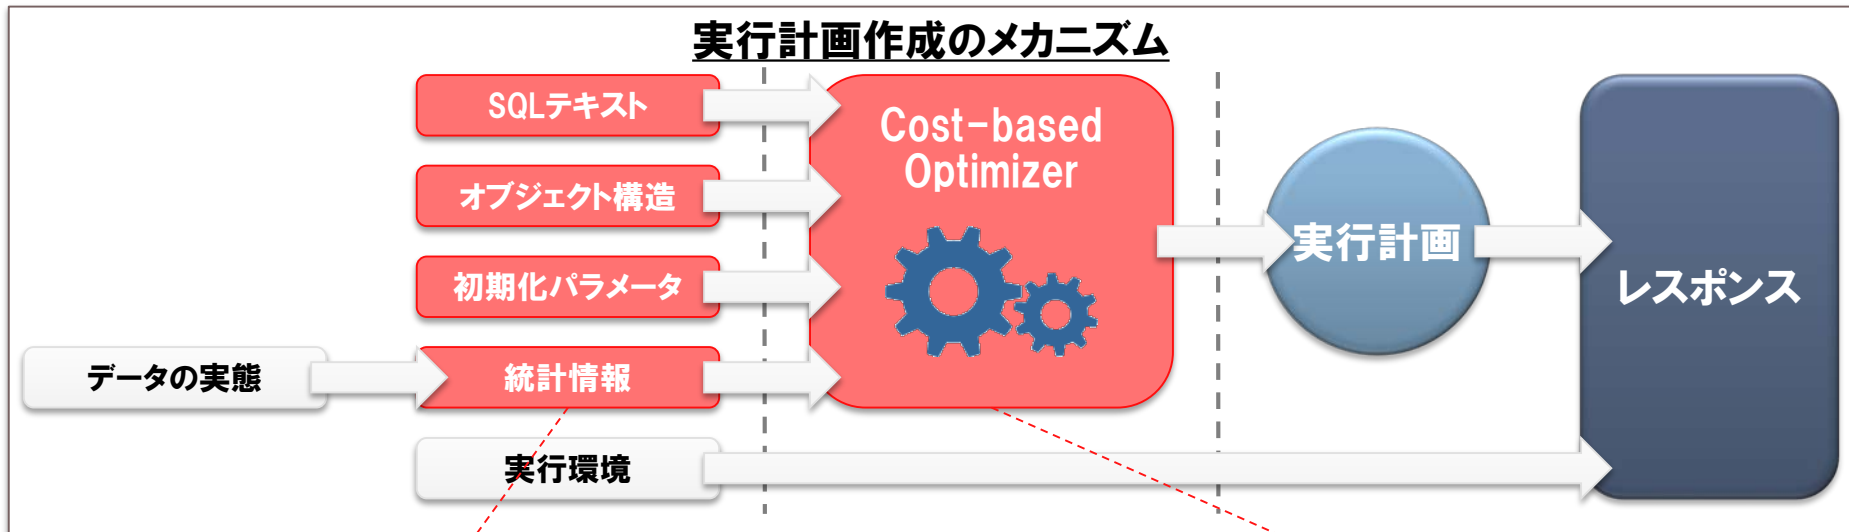 実行計画作成のメカニズム
SQLテキスト
オブジェクト構造
初期化パラメータ
データの実態
統計情報
実行環境
Cost-based
Optimizer
実行計画
レスポンス